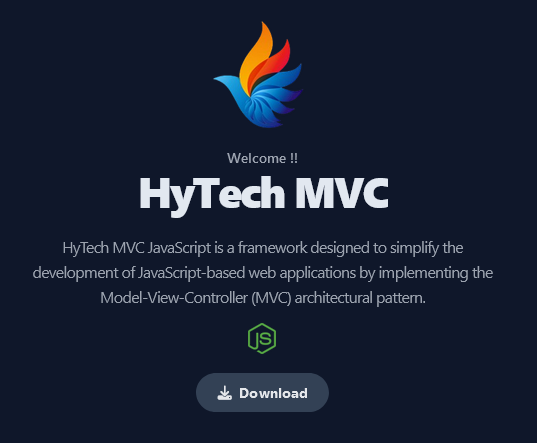 Welcome !!
HyTech MVC
HyTech MVC JavaScript is a framework designed to simplify the
development of JavaScript-based web applications by implementing the
Model-View-Controller (MVC) architectural pattern.
JS
Download